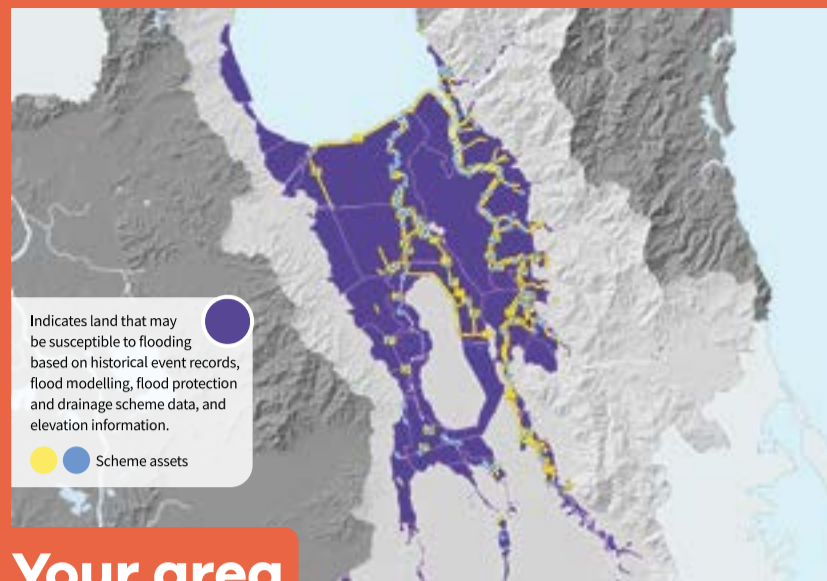 Indicates land that may
be susceptible to flooding
based on historical event records,
flood modelling, flood protection
and drainage scheme data, and
elevation information.
Scheme assets
Your area